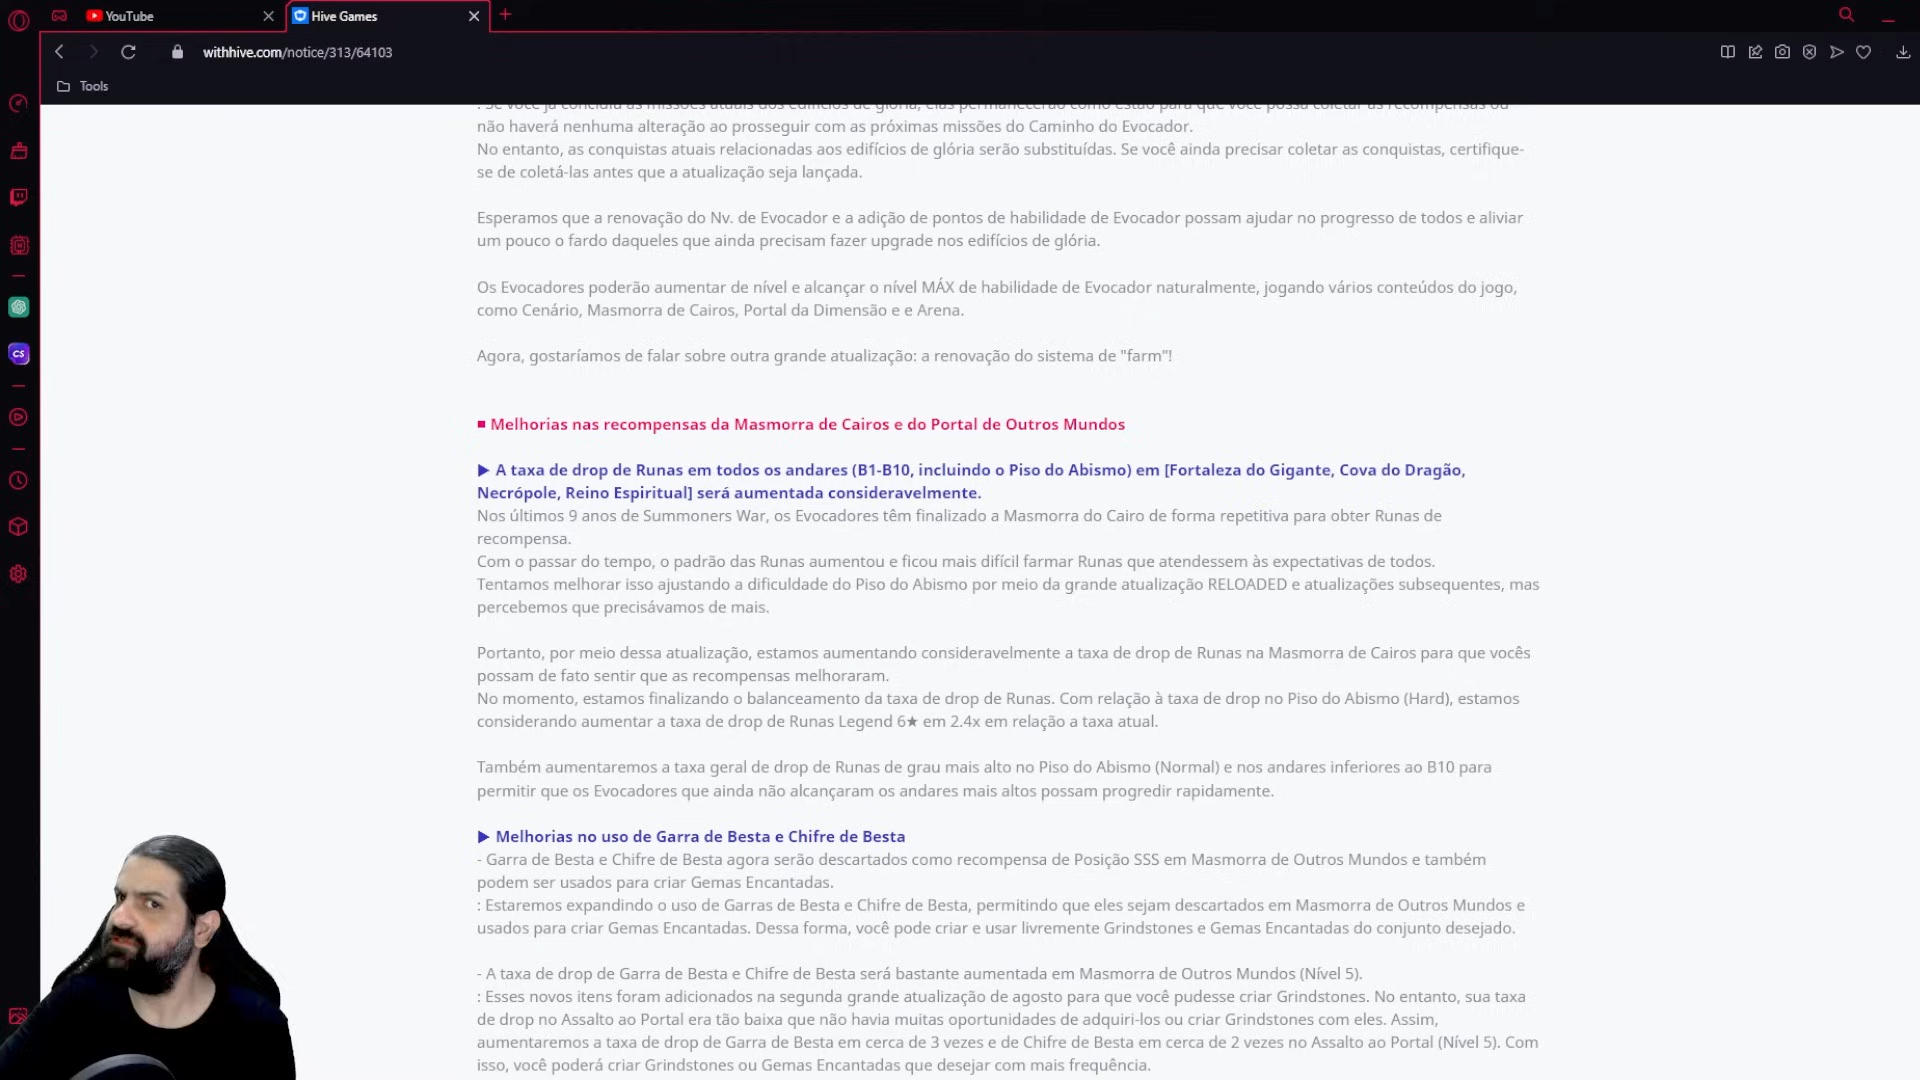 YouTube
Hive Games
withhive.com/notice/313/64103
Tools
: Se você já concluiu as missões atuais dos edifícios de glória, elas permanecerão como estão para que você possa coletar as recompensas ou
não haverá nenhuma alteração ao prosseguir com as próximas missões do Caminho do Evocador.
No entanto, as conquistas atuais relacionadas aos edifícios de glória serão substituídas. Se você ainda precisar coletar as conquistas, certifique-
se de coletá-las antes que a atualização seja lançada.
Esperamos que a renovação do Nv. de Evocador e a adição de pontos de habilidade de Evocador possam ajudar no progresso de todos e aliviar
um pouco o fardo daqueles que ainda precisam fazer upgrade nos edifícios de glória.
Os Evocadores poderão aumentar de nível e alcançar o nível MÁX de habilidade de Evocador naturalmente, jogando vários conteúdos do jogo,
como Cenário, Masmorra de Cairos, Portal da Dimensão e e Arena.
Agora, gostaríamos de falar sobre outra grande atualização: a renovação do sistema de "farm"!
■ Melhorias nas recompensas da Masmorra de Cairos e do Portal de Outros Mundos
▶ A taxa de drop de Runas em todos os andares (B1-B10, incluindo o Piso do Abismo) em [Fortaleza do Gigante, Cova do Dragão,
Necrópole, Reino Espiritual] será aumentada consideravelmente.
Nos últimos 9 anos de Summoners War, os Evocadores têm finalizado a Masmorra do Cairo de forma repetitiva para obter Runas de
recompensa.
Com o passar do tempo, o padrão das Runas aumentou e ficou mais difícil farmar Runas que atendessem às expectativas de todos.
Tentamos melhorar isso ajustando a dificuldade do Piso do Abismo por meio da grande atualização RELOADED e atualizações subsequentes, mas
percebemos que precisávamos de mais.
Portanto, por meio dessa atualização, estamos aumentando consideravelmente a taxa de drop de Runas na Masmorra de Cairos para que vocês
possam de fato sentir que as recompensas melhoraram.
No momento, estamos finalizando o balanceamento da taxa de drop de Runas. Com relação à taxa de drop no Piso do Abismo (Hard), estamos
considerando aumentar a taxa de drop de Runas Legend 6★ em 2.4x em relação a taxa atual.
Também aumentaremos a taxa geral de drop de Runas de grau mais alto no Piso do Abismo (Normal) e nos andares inferiores ao B10 para
permitir que os Evocadores que ainda não alcançaram os andares mais altos possam progredir rapidamente.
▶ Melhorias no uso de Garra de Besta e Chifre de Besta
- Garra de Besta e Chifre de Besta agora serão descartados como recompensa de Posição SSS em Masmorra de Outros Mundos e também
podem ser usados para criar Gemas Encantadas.
: Estaremos expandindo o uso de Garras de Besta e Chifre de Besta, permitindo que eles sejam descartados em Masmorra de Outros Mundos e
usados para criar Gemas Encantadas. Dessa forma, você pode criar e usar livremente Grindstones e Gemas Encantadas do conjunto desejado.
- A taxa de drop de Garra de Besta e Chifre de Besta será bastante aumentada em Masmorra de Outros Mundos (Nível 5).
: Esses novos itens foram adicionados na segunda grande atualização de agosto para que você pudesse criar Grindstones. No entanto, sua taxa
de drop no Assalto ao Portal era tão baixa que não havia muitas oportunidades de adquiri-los ou criar Grindstones com eles. Assim,
aumentaremos a taxa de drop de Garra de Besta em cerca de 3 vezes e de Chifre de Besta em cerca de 2 vezes no Assalto ao Portal (Nível 5). Com
isso, você poderá criar Grindstones ou Gemas Encantadas que desejar com mais frequência.
CS